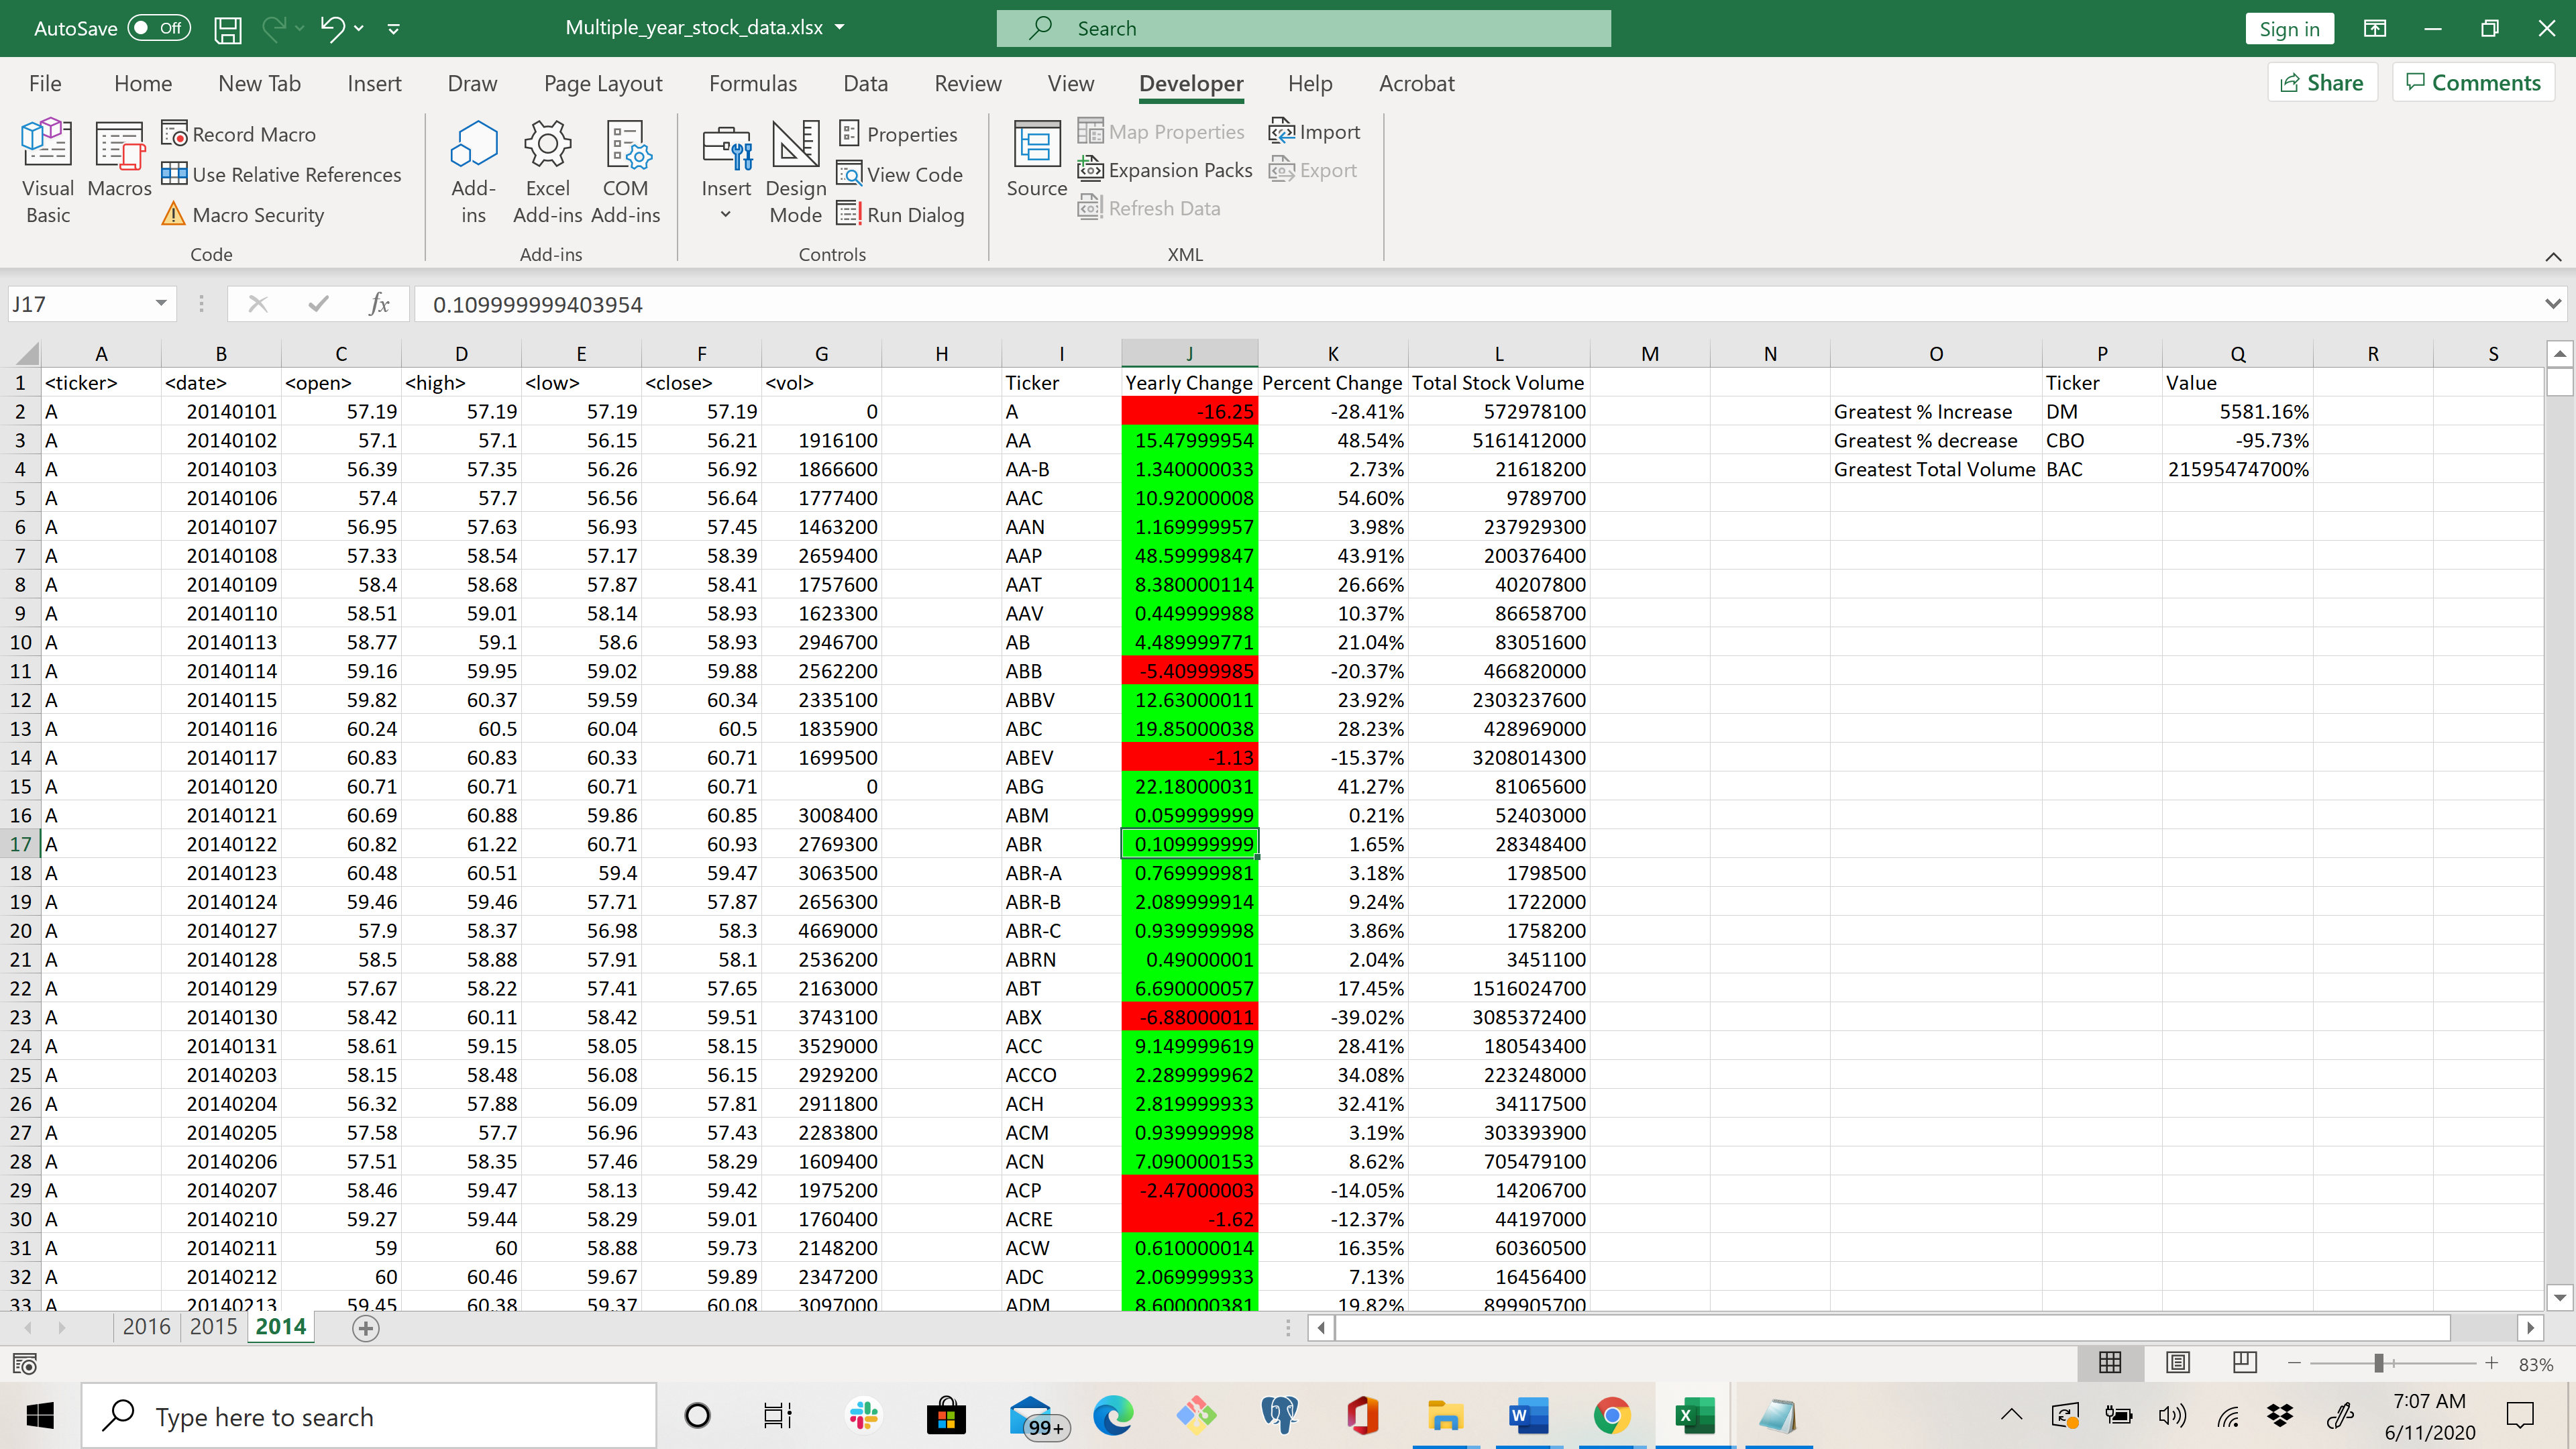 AutoSave Off Multiple_year_stock_data.xlsx Search Sign in
File Home New Tab Insert Draw Page Layout Formulas Data Review View Developer Help Acrobat Share Comments
Visual Basic Macros Record Macro Use Relative References Macro Security
Add-ins Excel Add-ins COM Add-ins
Insert Design Mode Properties View Code Run Dialog
Source Map Properties Expansion Packs Refresh Data Import Export
Code Add-ins Controls XML
J17 fx 0.109999999403954
A B C D E F G H I J K L M N O P Q R S
1 <ticker> <date> <open> <high> <low> <close> <vol> Ticker Yearly Change Percent Change Total Stock Volume Ticker Value
2 A 20140101 57.19 57.19 57.19 57.19 0 A -16.25 -28.41% 572978100 Greatest % Increase DM 5581.16%
3 A 20140102 57.1 57.1 56.15 56.21 1916100 AA 15.47999954 48.54% 5161412000 Greatest % decrease CBO -95.73%
4 A 20140103 56.39 57.35 56.26 56.92 1866600 AA-B 1.340000033 2.73% 21618200 Greatest Total Volume BAC 21595474700%
5 A 20140106 57.4 57.7 56.56 56.64 1777400 AAC 10.92000008 54.60% 9789700
6 A 20140107 56.95 57.63 56.93 57.45 1463200 AAN 1.169999957 3.98% 237929300
7 A 20140108 57.33 58.54 57.17 58.39 2659400 AAP 48.59999847 43.91% 200376400
8 A 20140109 58.4 58.68 57.87 58.41 1757600 AAT 8.380000114 26.66% 40207800
9 A 20140110 58.51 59.01 58.14 58.93 1623300 AAV 0.449999988 10.37% 86658700
10 A 20140113 58.77 59.1 58.6 58.93 2946700 AB 4.489999771 21.04% 83051600
11 A 20140114 59.16 59.95 59.02 59.88 2562200 ABB -5.40999985 -20.37% 466820000
12 A 20140115 59.82 60.37 59.59 60.34 2335100 ABBV 12.63000011 23.92% 2303237600
13 A 20140116 60.24 60.5 60.04 60.5 1835900 ABC 19.85000038 28.23% 428969000
14 A 20140117 60.83 60.83 60.33 60.71 1699500 ABEV -1.13 -15.37% 3208014300
15 A 20140120 60.71 60.71 60.71 60.71 0 ABG 22.18000031 41.27% 81065600
16 A 20140121 60.69 60.88 59.86 60.85 3008400 ABM 0.059999999 0.21% 52403000
17 A 20140122 60.82 61.22 60.71 60.93 2769300 ABR 0.109999999 1.65% 28348400
18 A 20140123 60.48 60.51 59.4 59.47 3063500 ABR-A 0.769999981 3.18% 1798500
19 A 20140124 59.46 59.46 57.71 57.87 2656300 ABR-B 2.089999914 9.24% 1722000
20 A 20140127 57.9 58.37 56.98 58.3 4669000 ABR-C 0.939999998 3.86% 1758200
21 A 20140128 58.5 58.88 57.91 58.1 2536200 ABRN 0.49000001 2.04% 3451100
22 A 20140129 57.67 58.22 57.41 57.65 2163000 ABT 6.690000057 17.45% 1516024700
23 A 20140130 58.42 60.11 58.42 59.51 3743100 ABX -6.88000011 -39.02% 3085372400
24 A 20140131 58.61 59.15 58.05 58.15 3529000 ACC 9.149999619 28.41% 180543400
25 A 20140203 58.15 58.48 56.08 56.15 2929200 ACCO 2.289999962 34.08% 223248000
26 A 20140204 56.32 57.88 56.09 57.81 2911800 ACH 2.819999933 32.41% 34117500
27 A 20140205 57.58 57.7 56.96 57.43 2283800 ACM 0.939999998 3.19% 303393900
28 A 20140206 57.51 58.35 57.46 58.29 1609400 ACN 7.090000153 8.62% 705479100
29 A 20140207 58.46 59.47 58.13 59.42 1975200 ACP -2.47000003 -14.05% 14206700
30 A 20140210 59.27 59.44 58.29 59.01 1760400 ACRE -1.62 -12.37% 44197000
31 A 20140211 59 60 58.88 59.73 2148200 ACW 0.610000014 16.35% 60360500
32 A 20140212 60 60.46 59.67 59.89 2347200 ADC 2.069999933 7.13% 16456400
33 A 20140213 59.45 60.38 59.37 60.08 3097000 ADM 8.600000381 19.82% 899905700
2016 2015 2014
83%
Type here to search 99+ 7:07 AM
6/11/2020